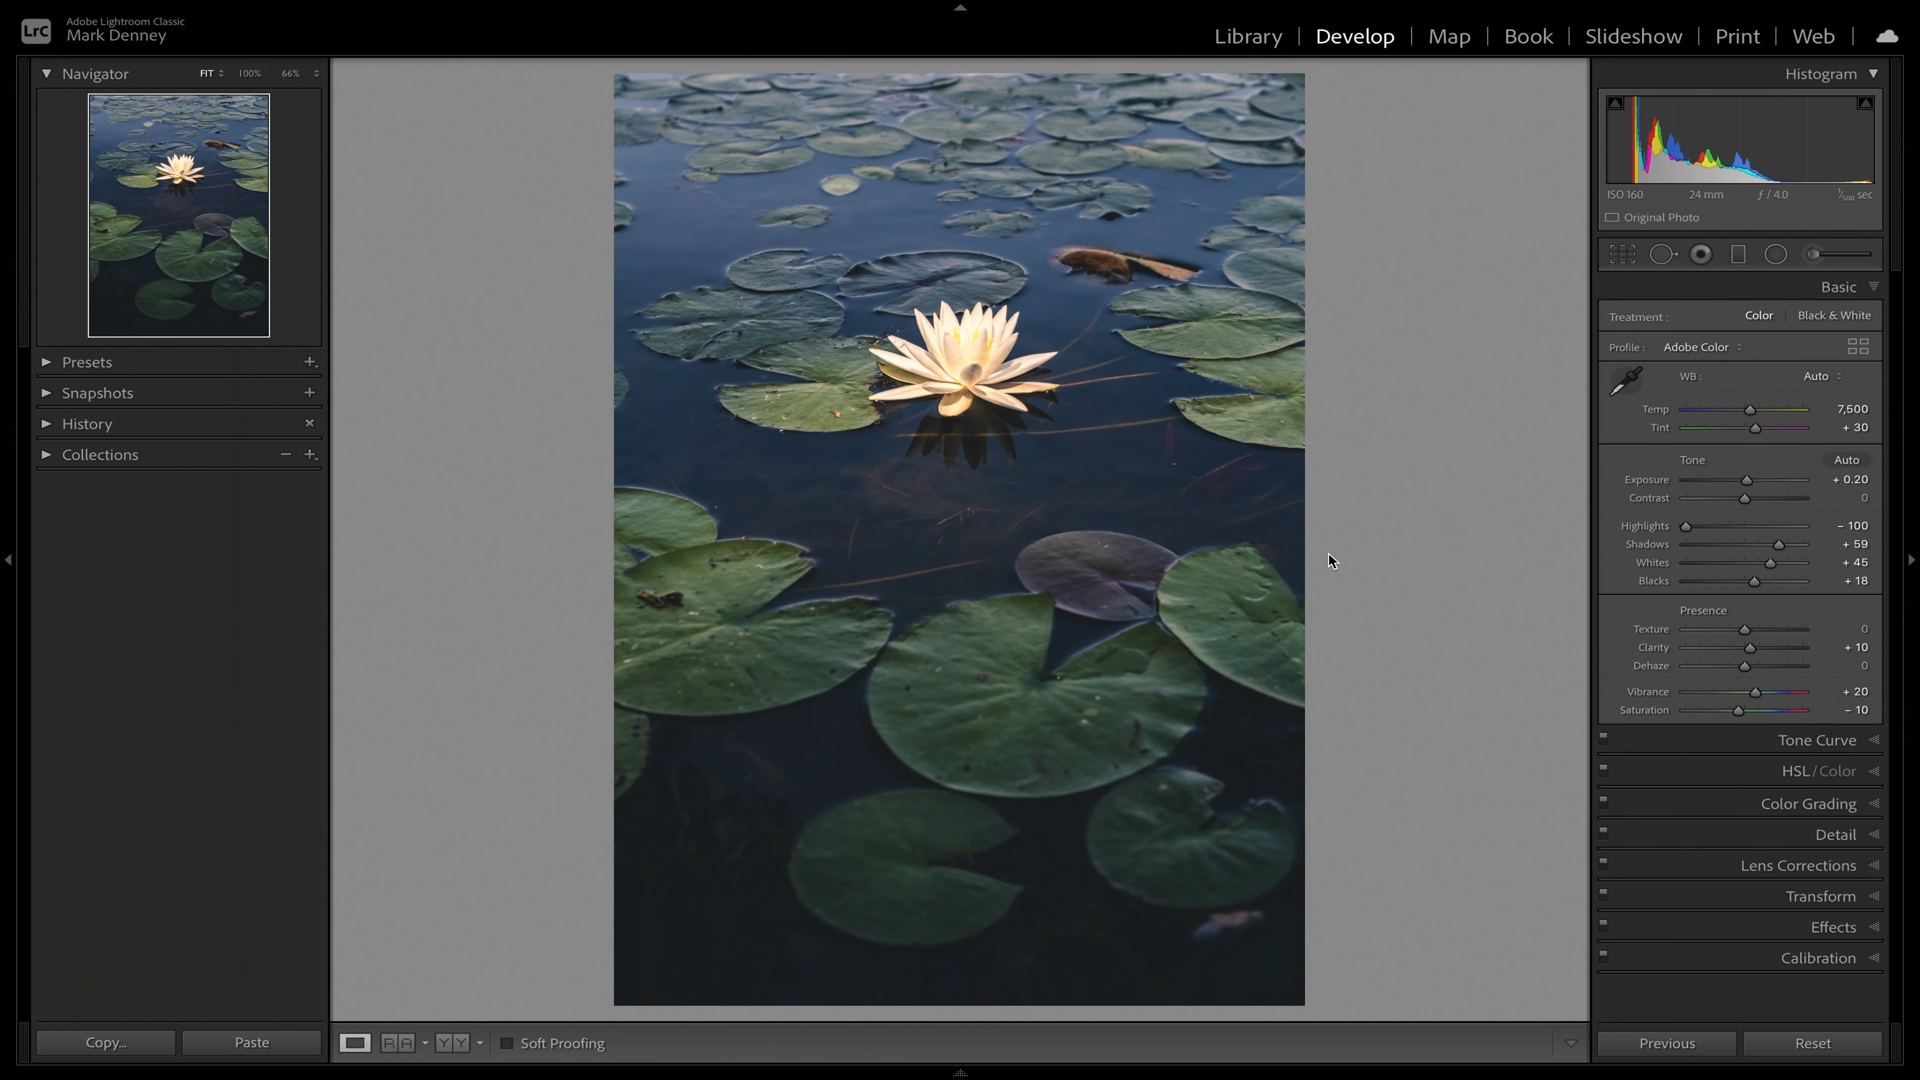 LrC
Adobe Lightroom Classic
Mark Denney
Library | Develop | Map | Book | Slideshow | Print | Web
Navigator FIT 100% 66%
Presets
Snapshots
History
Collections
Copy... Paste
R A Y Y Soft Proofing
Histogram
ISO 160 24 mm ƒ / 4.0 1/500 sec
Original Photo
Basic
Treatment : Color Black & White
Profile : Adobe Color
WB : Auto
Temp 7,500
Tint + 30
Tone Auto
Exposure + 0.20
Contrast 0
Highlights − 100
Shadows + 59
Whites + 45
Blacks + 18
Presence
Texture 0
Clarity + 10
Dehaze 0
Vibrance + 20
Saturation − 10
Tone Curve
HSL / Color
Color Grading
Detail
Lens Corrections
Transform
Effects
Calibration
Previous Reset